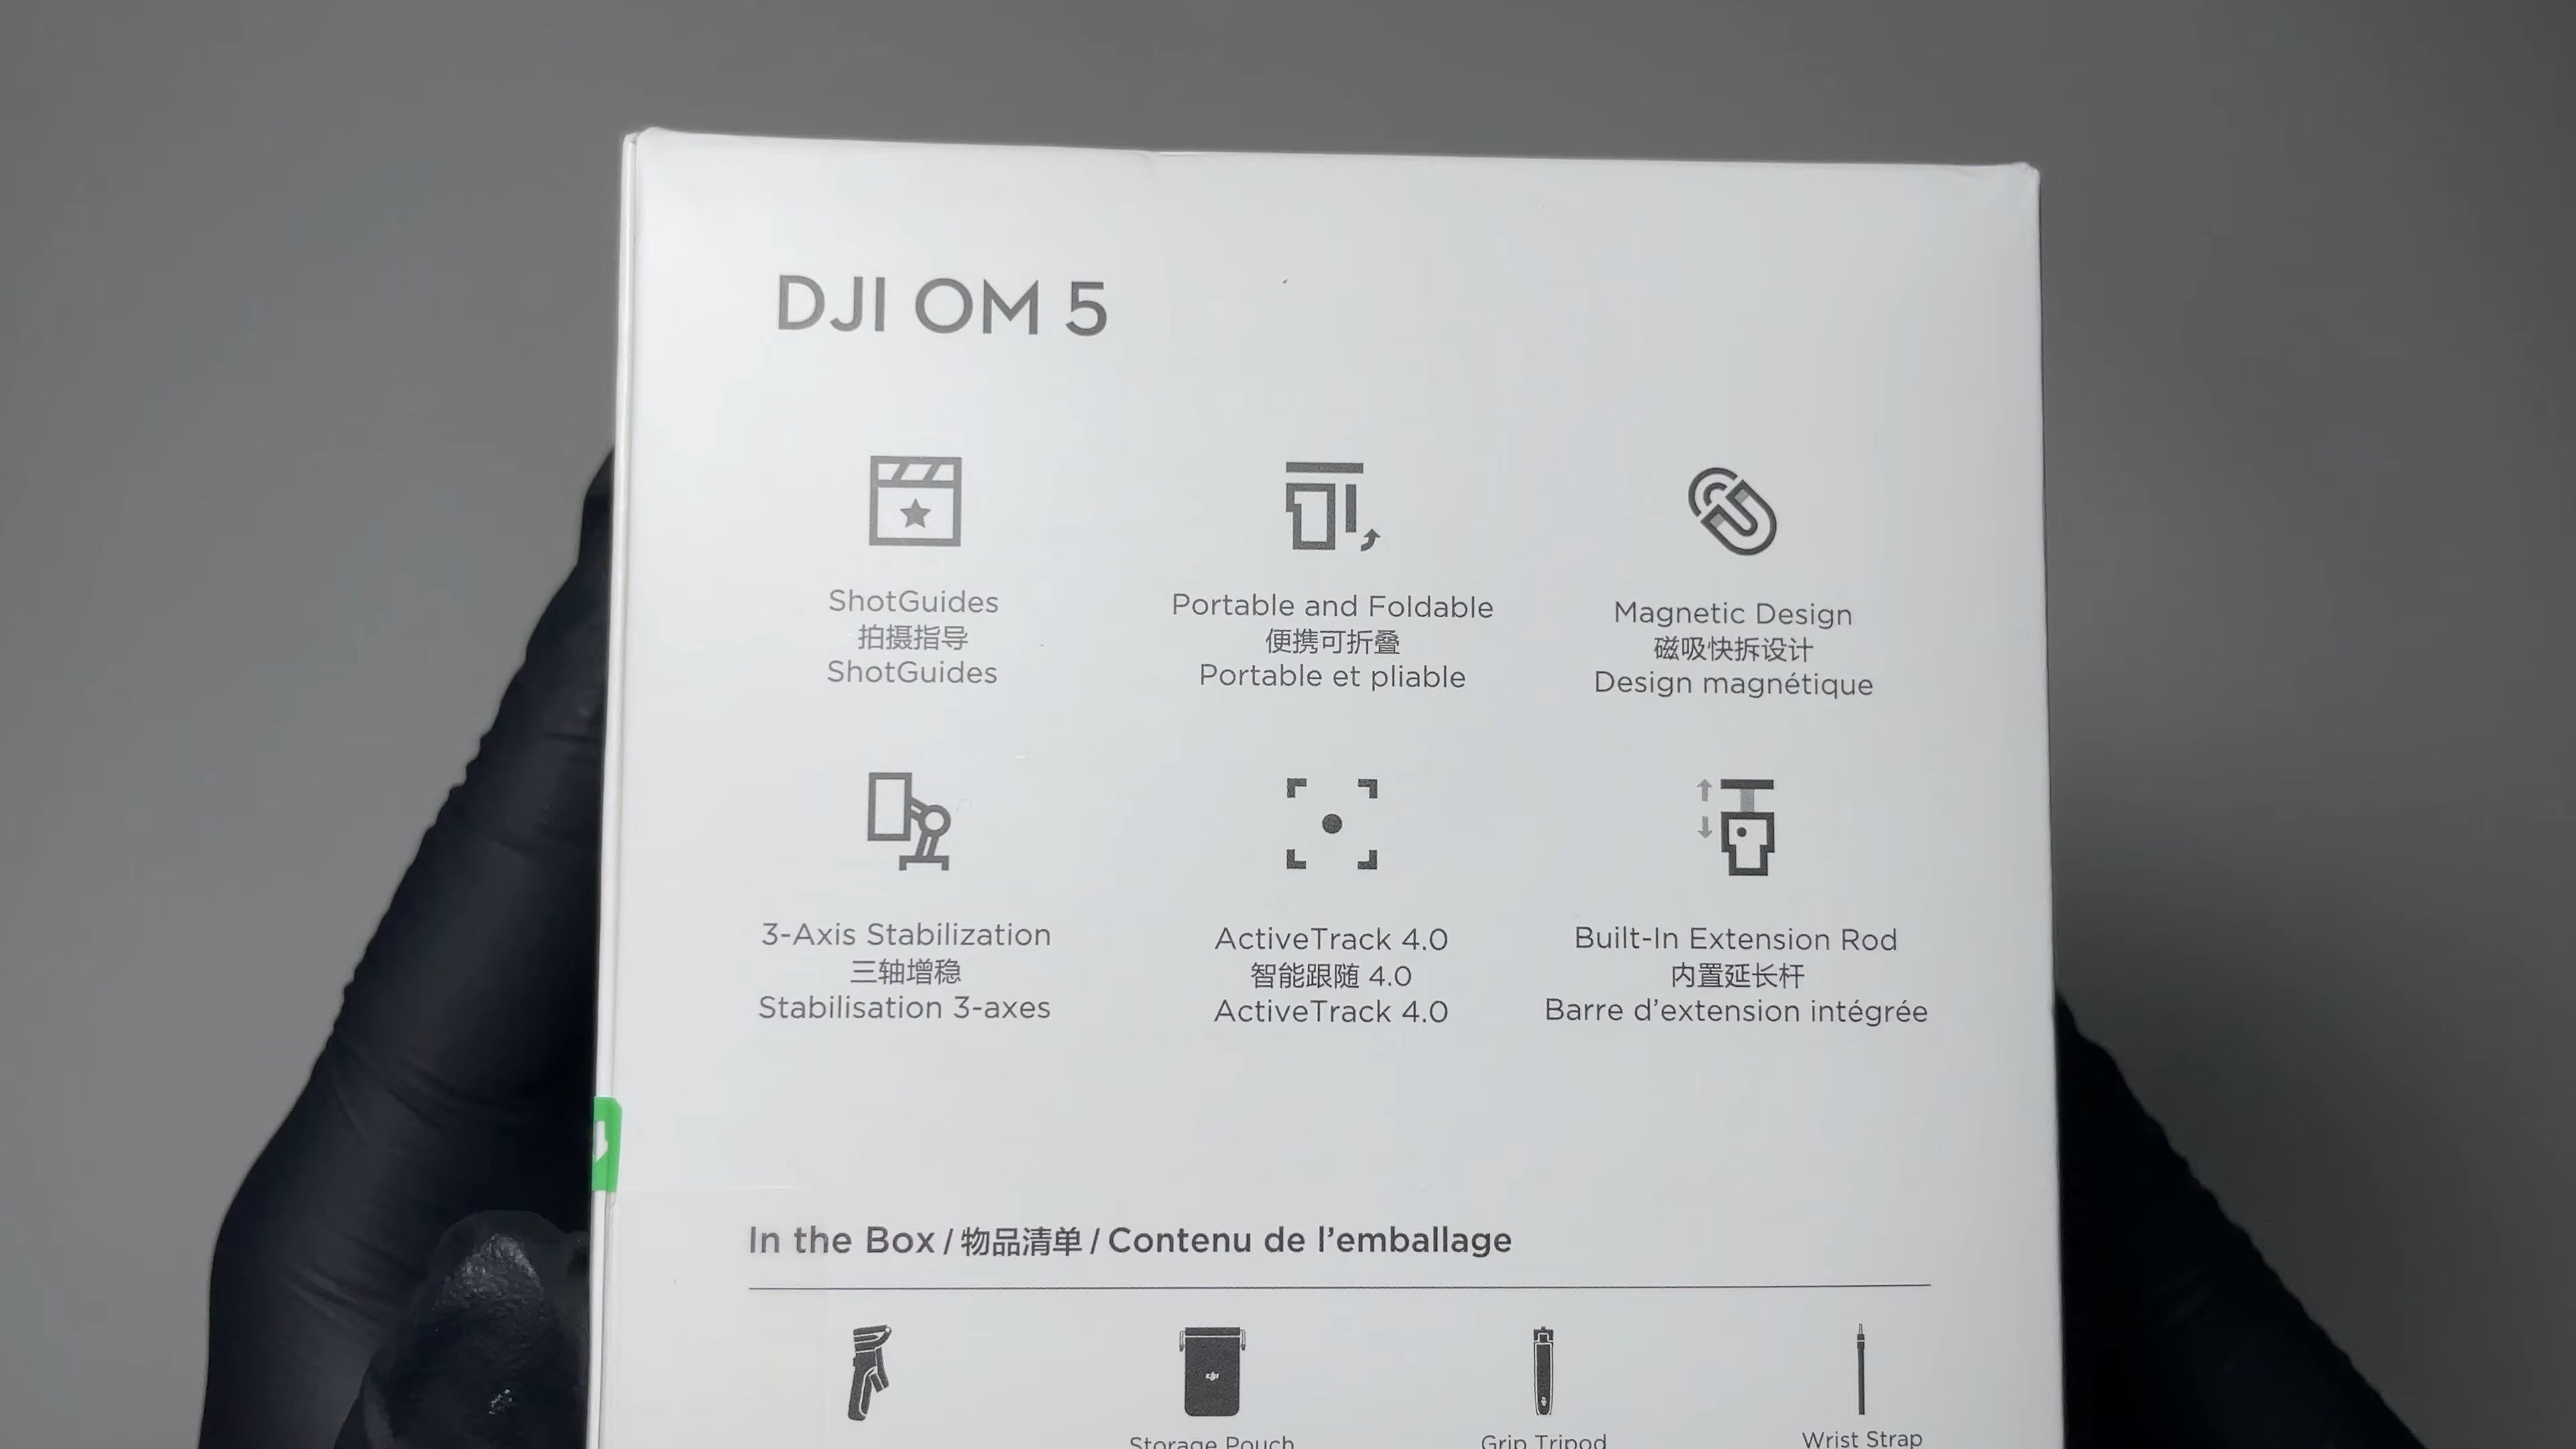 DJI OM 5
ShotGuides
拍摄指导
ShotGuides
Portable and Foldable
便携可折叠
Portable et pliable
Magnetic Design
磁吸快拆设计
Design magnétique
3-Axis Stabilization
三轴增稳
Stabilisation 3-axes
ActiveTrack 4.0
智能跟随 4.0
ActiveTrack 4.0
Built-In Extension Rod
内置延长杆
Barre d’extension intégrée
In the Box / 物品清单 / Contenu de l’emballage
dji
Storage Pouch
Grip Tripod
Wrist Strap